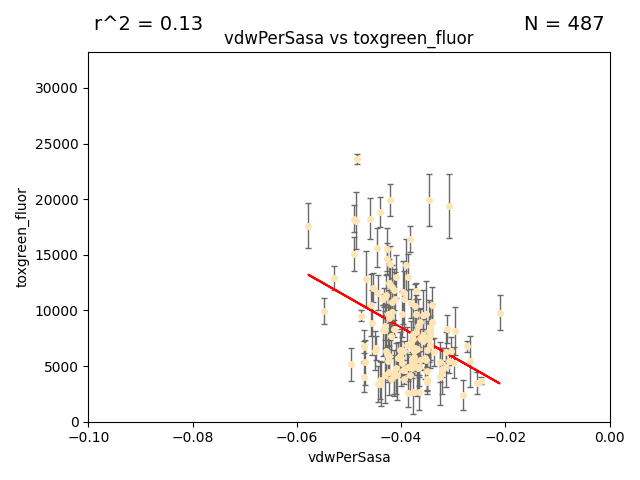 r^2 = 0.13
N = 487
vdwPerSasa vs toxgreen_fluor
toxgreen_fluor
30000
25000
20000
15000
10000
5000
0
−0.10
−0.08
−0.06
−0.04
−0.02
0.00
vdwPerSasa